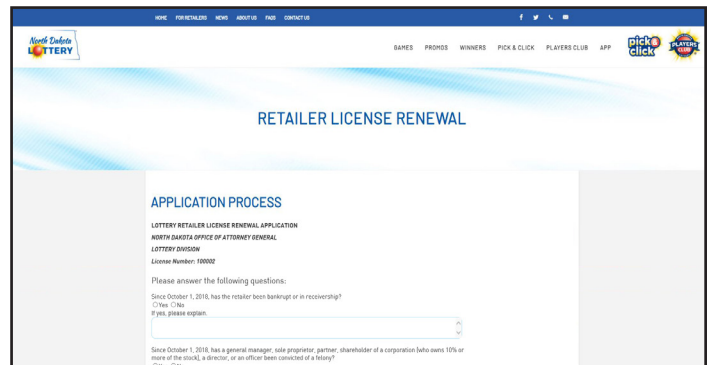 HOME FOR RETAILERS NEWS ABOUT US FAQS CONTACT US
North Dakota
LOTTERY
GAMES PROMOS WINNERS PICK & CLICK PLAYERS CLUB APP
pick&
click
PLAYERS
CLUB
RETAILER LICENSE RENEWAL
APPLICATION PROCESS
LOTTERY RETAILER LICENSE RENEWAL APPLICATION
NORTH DAKOTA OFFICE OF ATTORNEY GENERAL
LOTTERY DIVISION
License Number: 100002
Please answer the following questions:
Since October 1, 2018, has the retailer been bankrupt or in receivership?
Yes No
If yes, please explain.
Since October 1, 2018, has a general manager, sole proprietor, partner, shareholder of a corporation (who owns 10% or
more of the stock), a director, or an officer been convicted of a felony?